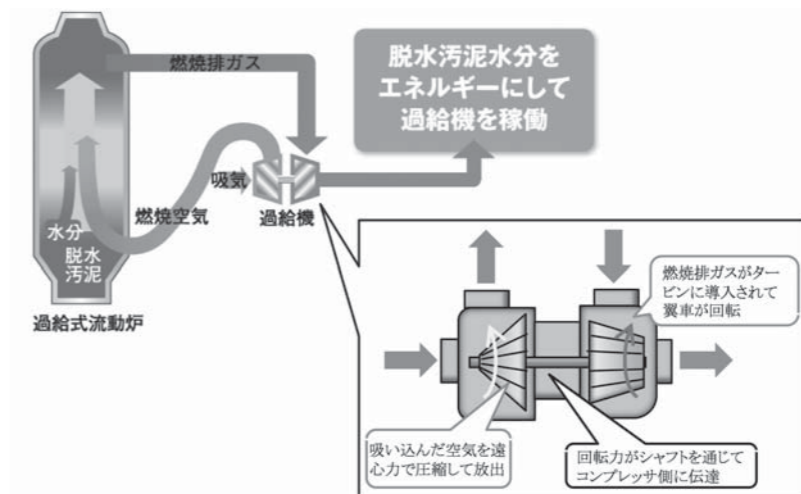 燃焼排ガス
脱水汚泥水分を
エネルギーにして
過給機を稼働
吸気
過給機
燃焼空気
水分
脱水
汚泥
過給式流動炉
燃焼排ガスがター
ビンに導入されて
翼車が回転
吸い込んだ空気を遠
心力で圧縮して放出
回転力がシャフトを通じて
コンプレッサ側に伝達